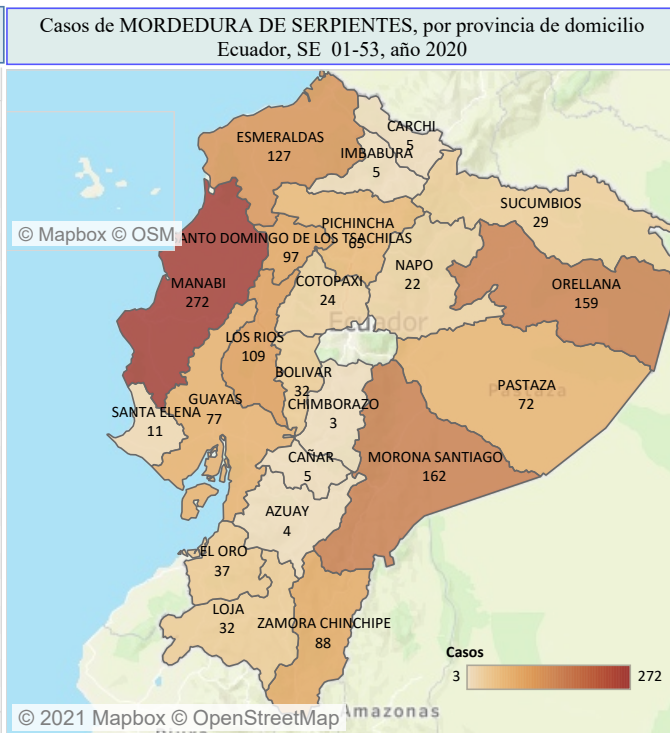 Casos de MORDEDURA DE SERPIENTES, por provincia de domicilio
Ecuador, SE 01-53, año 2020
CARCHI
5
ESMERALDAS
127
IMBABURA
5
SUCUMBIOS
29
PICHINCHA
65
© Mapbox © OSM
ANTO DOMINGO DE LOS TSACHILAS
97
NAPO
22
COTOPAXI
24
MANABI
272
ORELLANA
159
Ecuador
LOS RIOS
109
BOLIVAR
32
PASTAZA
72
Pastaza
GUAYAS
77
CHIMBORAZO
3
SANTA ELENA
11
CAÑAR
5
MORONA SANTIAGO
162
AZUAY
4
EL ORO
37
LOJA
32
ZAMORA CHINCHIPE
88
Casos
3 272
© 2021 Mapbox © OpenStreetMap
Amazonas